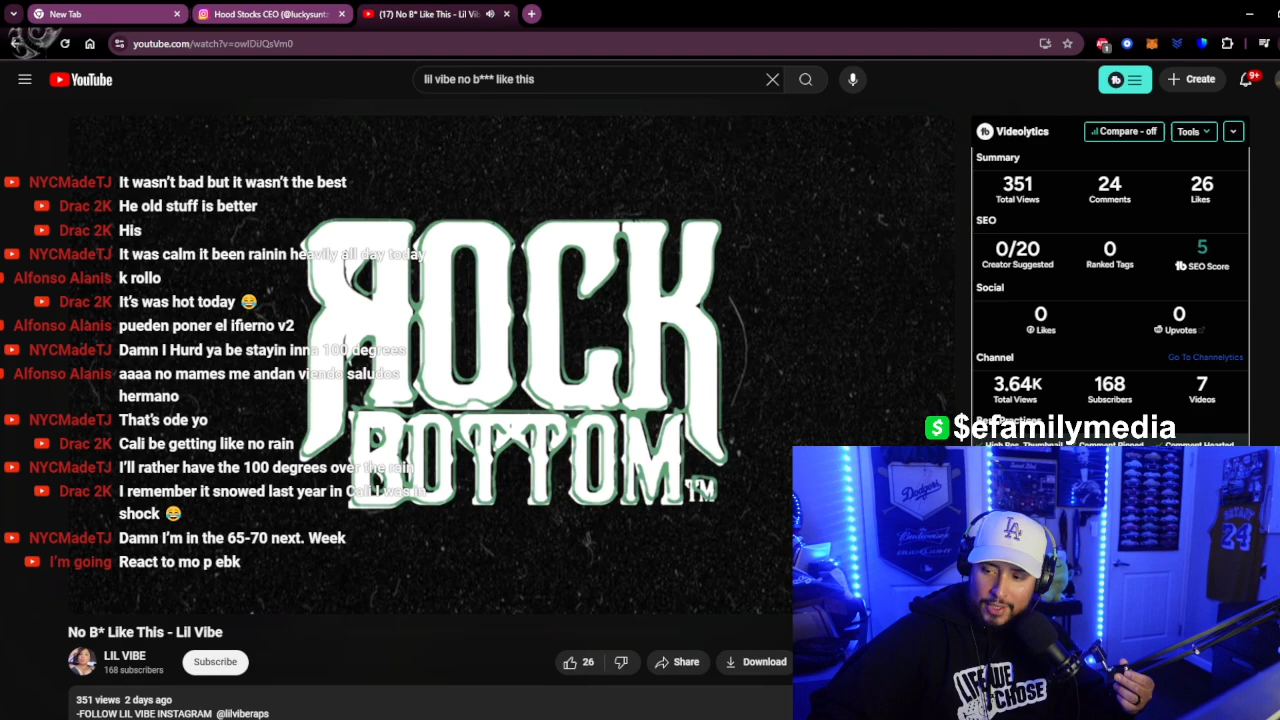 New Tab
Hood Stocks CEO (@luckysunt
(17) No B* Like This - Lil Vib
youtube.com/watch?v=owIDiJQsVm0
YouTube
lil vibe no b*** like this
Create
9+
NYCMadeTJ It wasn't bad but it wasn't the best
Drac 2K He old stuff is better
Drac 2K His
NYCMadeTJ It was calm it been rainin heavily all day today
Alfonso Alanis k rollo
Drac 2K It's was hot today 😂
Alfonso Alanis pueden poner el ifierno v2
NYCMadeTJ Damn I Hurd ya be stayin inna 100 degrees
Alfonso Alanis aaaa no mames me andan viendo saludos
hermano
NYCMadeTJ That's ode yo
Drac 2K Cali be getting like no rain
NYCMadeTJ I'll rather have the 100 degrees over the rain
Drac 2K I remember it snowed last year in Cali I was in
shock 😂
NYCMadeTJ Damn I'm in the 65-70 next. Week
I'm going React to mo p ebk
ROCK
BOTTOM™
Videolytics
Compare - off
Tools
Summary
351 24 26
Total Views Comments Likes
SEO
0/20 0 5
Creator Suggested Ranked Tags tb SEO Score
Social
0 0
Likes Upvotes
Channel Go To Channelytics
3.64K 168 7
Total Views Subscribers Videos
$efamilymedia
Dodgers
Budweiser
LA
BRYANT
24
LIFE WE
CHOSE
No B* Like This - Lil Vibe
LIL VIBE
168 subscribers
Subscribe
26
Share
Download
351 views 2 days ago
-FOLLOW LIL VIBE INSTAGRAM @lilviberaps